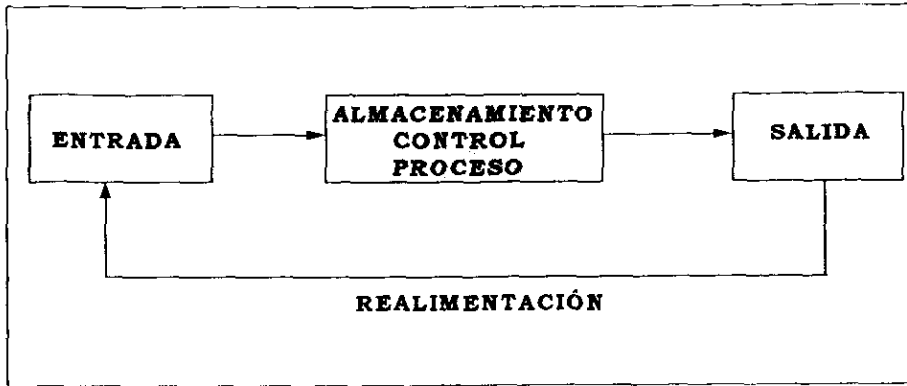 ENTRADA
ALMACENAMIENTO
CONTROL
PROCESO
SALIDA
REALIMENTACIÓN